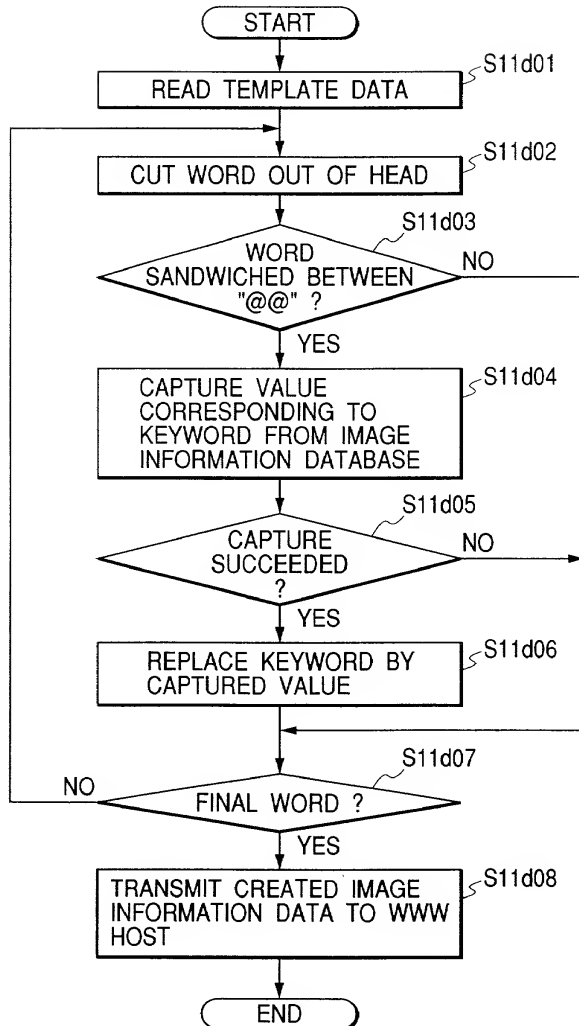 START
S11d01
READ TEMPLATE DATA
S11d02
CUT WORD OUT OF HEAD
S11d03
WORD
SANDWICHED BETWEEN
"@@" ?
NO
YES
S11d04
CAPTURE VALUE
CORRESPONDING TO
KEYWORD FROM IMAGE
INFORMATION DATABASE
S11d05
CAPTURE
SUCCEEDED
?
NO
YES
S11d06
REPLACE KEYWORD BY
CAPTURED VALUE
S11d07
NO
FINAL WORD ?
YES
S11d08
TRANSMIT CREATED IMAGE
INFORMATION DATA TO WWW
HOST
END